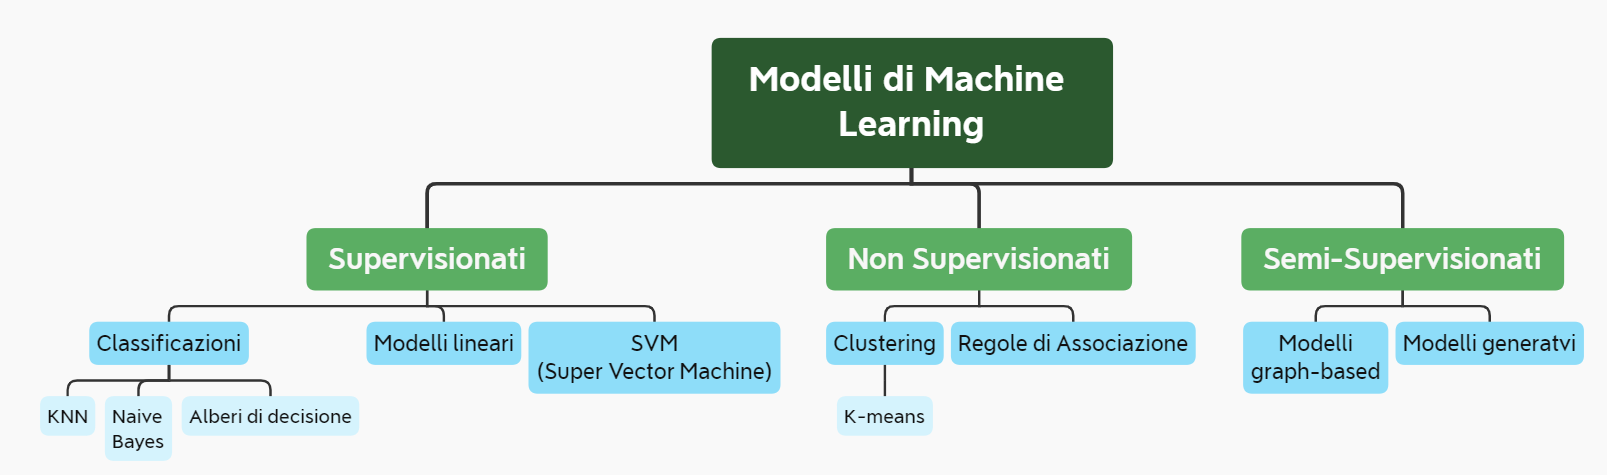 Modelli di Machine
Learning
Supervisionati
Non Supervisionati
Semi-Supervisionati
Classificazioni
Modelli lineari
SVM
(Super Vector Machine)
Clustering
Regole di Associazione
Modelli
graph-based
Modelli generatvi
KNN
Naive
Bayes
Alberi di decisione
K-means